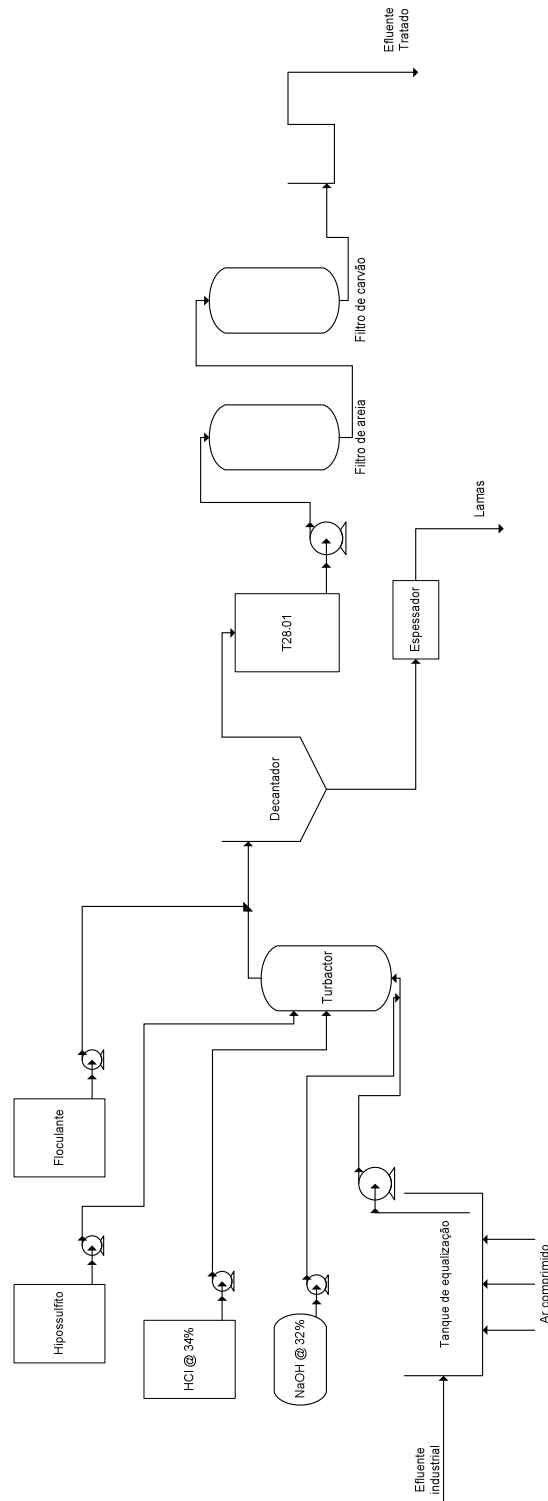 Efluente
industrial
Ar comprimido
Tanque de equalização
NaOH @ 32%
HCl @ 34%
Hipossulfito
Floculante
Turbactor
Decantador
T28.01
Espessador
Lamas
Filtro de areia
Filtro de carvão
Efluente
Tratado